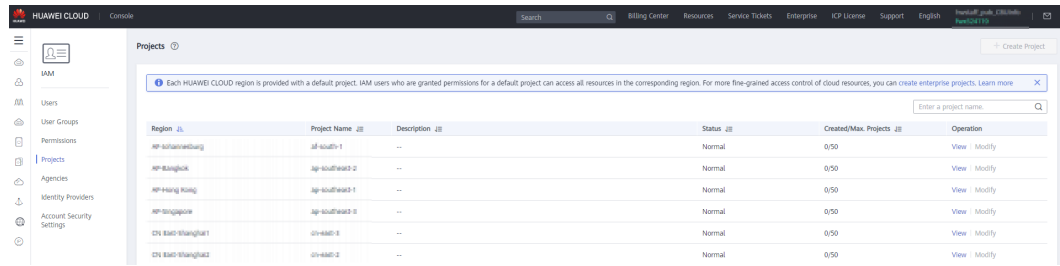 HUAWEI
HUAWEI CLOUD | Console
Search
Billing Center Resources Service Tickets Enterprise ICP License Support English
IAM
Users
User Groups
Permissions
Projects
Agencies
Identity Providers
Account Security
Settings
Projects
+ Create Project
Each HUAWEI CLOUD region is provided with a default project. IAM users who are granted permissions for a default project can access all resources in the corresponding region. For more fine-grained access control of cloud resources, you can create enterprise projects. Learn more
Enter a project name.
Region Project Name Description Status Created/Max. Projects Operation
-- Normal 0/50 View | Modify
-- Normal 0/50 View | Modify
-- Normal 0/50 View | Modify
-- Normal 0/50 View | Modify
-- Normal 0/50 View | Modify
-- Normal 0/50 View | Modify